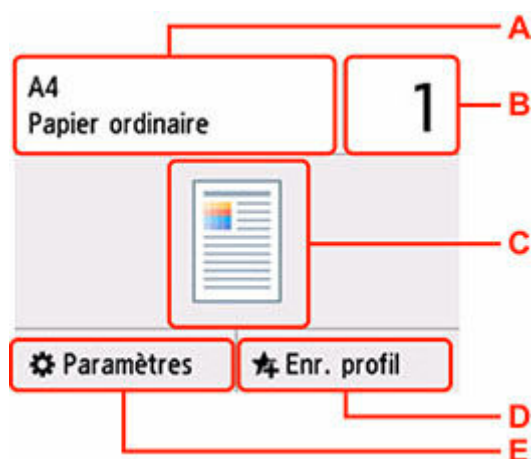 A
A4
Papier ordinaire
1
B
C
Paramètres
Enr. profil
D
E